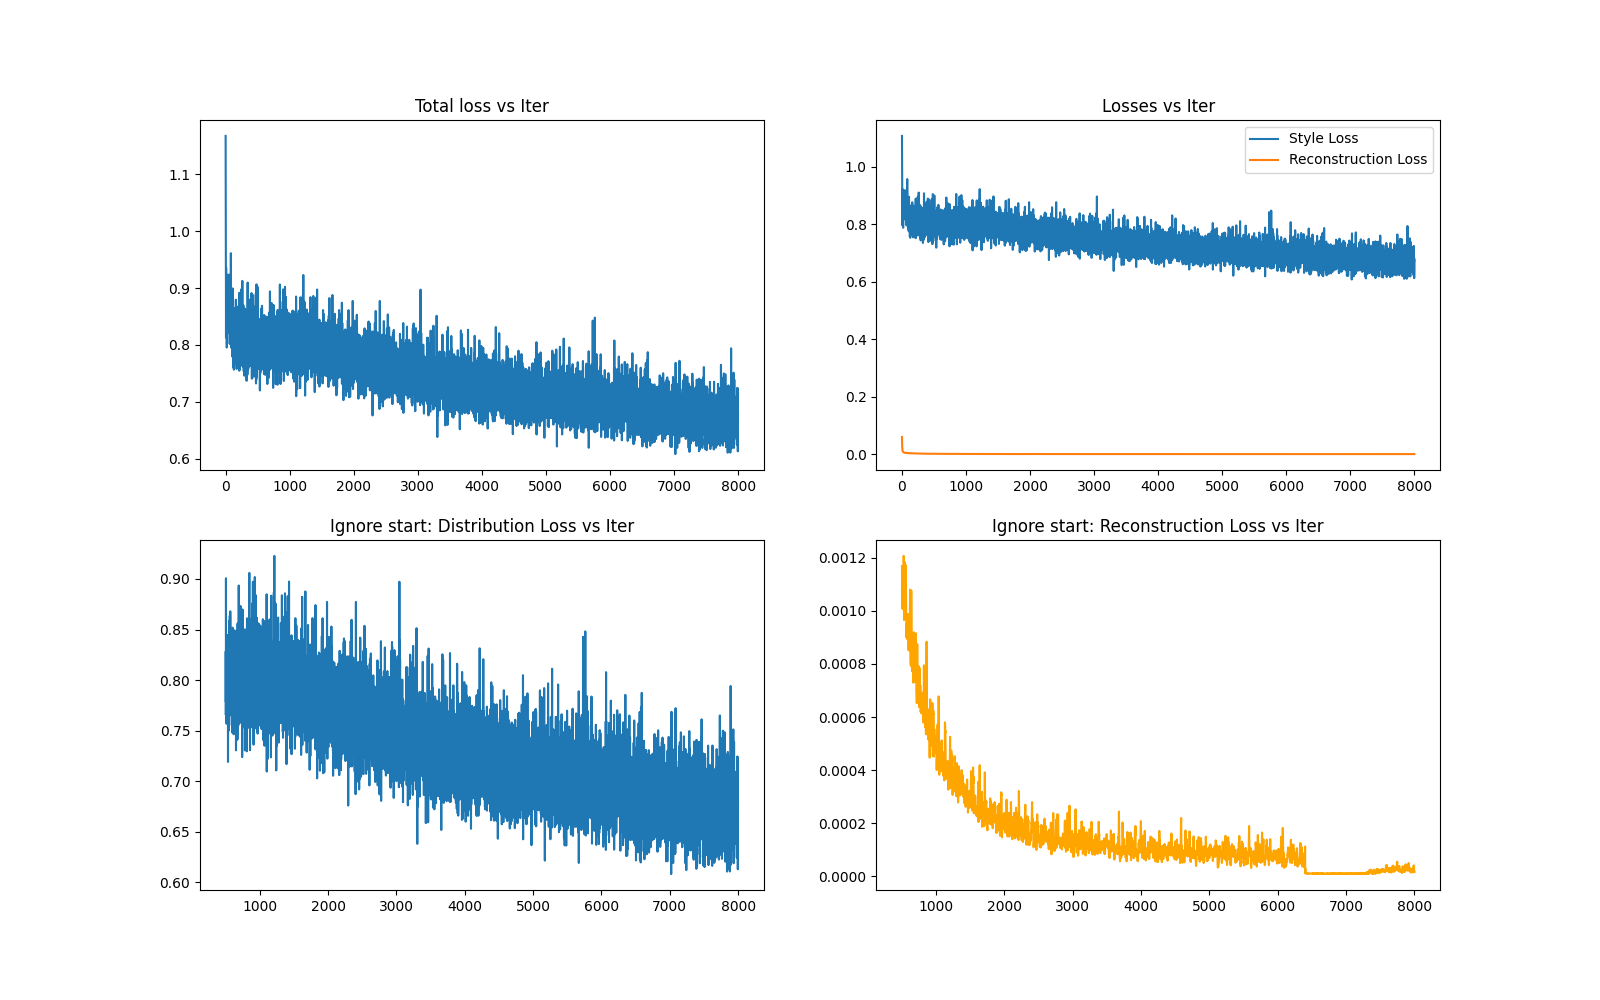 Total loss vs Iter
1.1
1.0
0.9
0.8
0.7
0.6
0 1000 2000 3000 4000 5000 6000 7000 8000
Losses vs Iter
Style Loss
Reconstruction Loss
1.0
0.8
0.6
0.4
0.2
0.0
0 1000 2000 3000 4000 5000 6000 7000 8000
Ignore start: Distribution Loss vs Iter
0.90
0.85
0.80
0.75
0.70
0.65
0.60
1000 2000 3000 4000 5000 6000 7000 8000
Ignore start: Reconstruction Loss vs Iter
0.0012
0.0010
0.0008
0.0006
0.0004
0.0002
0.0000
1000 2000 3000 4000 5000 6000 7000 8000